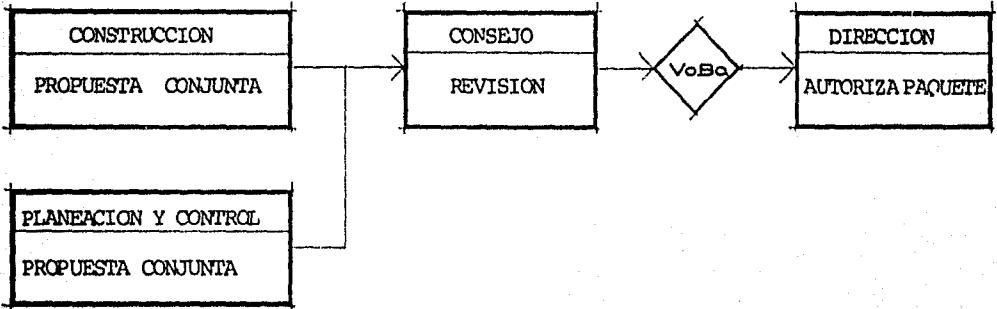 CONSTRUCCION
PROPUESTA CONJUNTA
CONSEJO
REVISION
VoBo
DIRECCION
AUTORIZA PAQUETE
PLANEACION Y CONTROL
PROPUESTA CONJUNTA